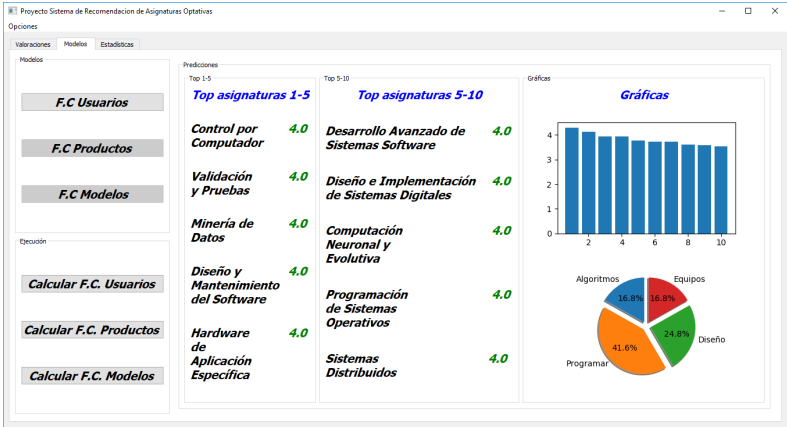 Proyecto Sistema de Recomendacion de Asignaturas Optativas
Opciones
Valoraciones Modelos Estadísticas
Modelos
F.C Usuarios
F.C Productos
F.C Modelos
Ejecución
Calcular F.C. Usuarios
Calcular F.C. Productos
Calcular F.C. Modelos
Predicciones
Top 1-5
Top asignaturas 1-5
Control por 4.0
Computador
Validación 4.0
y Pruebas
Minería de 4.0
Datos
Diseño y 4.0
Mantenimiento
del Software
Hardware 4.0
de
Aplicación
Específica
Top 5-10
Top asignaturas 5-10
Desarrollo Avanzado de 4.0
Sistemas Software
Diseño e Implementación 4.0
de Sistemas Digitales
Computación 4.0
Neuronal y
Evolutiva
Programación 4.0
de Sistemas
Operativos
Sistemas 4.0
Distribuidos
Gráficas
Gráficas
4
3
2
1
0
2 4 6 8 10
Algoritmos Equipos
16.8% 16.8%
24.8% Diseño
41.6%
Programar